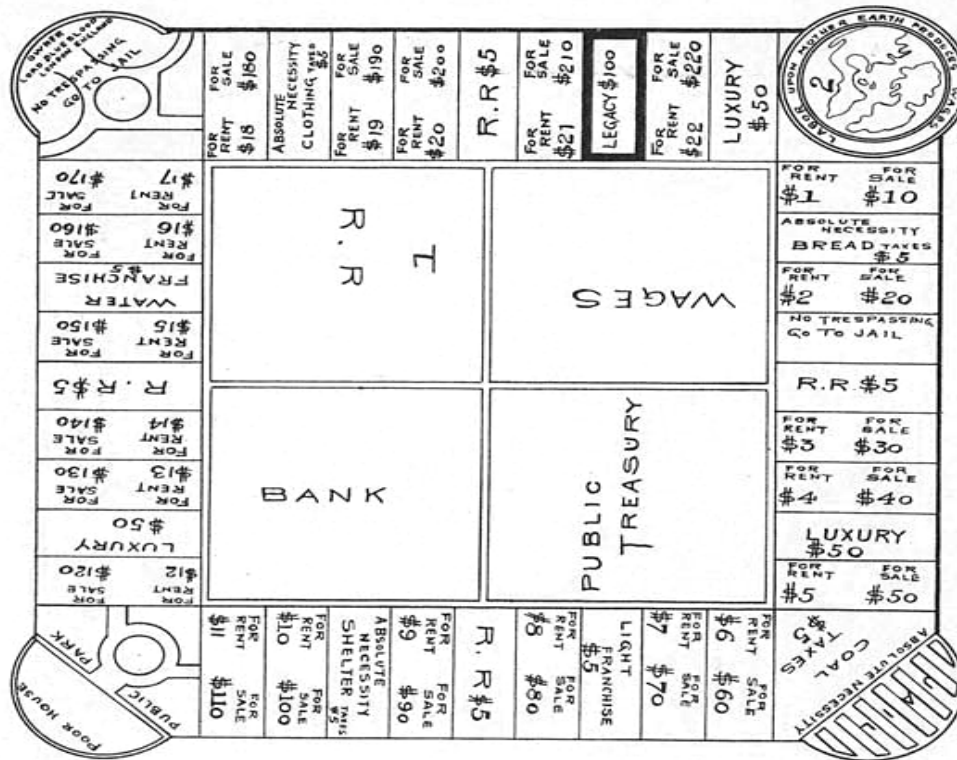 OWNER
LORD BLUEBLOOD
LONDON ENGLAND
NO TRESPASSING
GO TO JAIL
FOR RENT
$18
FOR SALE
$180
ABSOLUTE NECESSITY
CLOTHING TAXES $5
FOR RENT
$19
FOR SALE
$190
FOR RENT
$20
FOR SALE
$200
R.R $5
FOR RENT
$21
FOR SALE
$210
LEGACY $100
FOR RENT
$22
FOR SALE
$220
LUXURY
$50
LABOR UPON MOTHER EARTH PRODUCES WAGES
FOR RENT
$1
FOR SALE
$10
ABSOLUTE NECESSITY
BREAD TAXES
$5
FOR RENT
$2
FOR SALE
$20
NO TRESPASSING
GO TO JAIL
R.R $5
FOR RENT
$3
FOR SALE
$30
FOR RENT
$4
FOR SALE
$40
LUXURY
$50
FOR RENT
$5
FOR SALE
$50
ABSOLUTE NECESSITY
COAL
TAXES
$5
JAIL
FOR RENT
$6
FOR SALE
$60
FOR RENT
$7
FOR SALE
$70
LIGHT
FRANCHISE
$5
FOR RENT
$8
FOR SALE
$80
R.R $5
FOR RENT
$9
FOR SALE
$90
ABSOLUTE
NECESSITY
SHELTER TAXES $5
FOR RENT
$10
FOR SALE
$100
FOR RENT
$11
FOR SALE
$110
PUBLIC PARK
POOR HOUSE
FOR RENT
$12
FOR SALE
$120
LUXURY
$50
FOR RENT
$13
FOR SALE
$130
FOR RENT
$14
FOR SALE
$140
R.R $5
FOR RENT
$15
FOR SALE
$150
WATER
FRANCHISE
$5
FOR RENT
$16
FOR SALE
$160
FOR RENT
$17
FOR SALE
$170
R.R
WAGES
BANK
PUBLIC
TREASURY